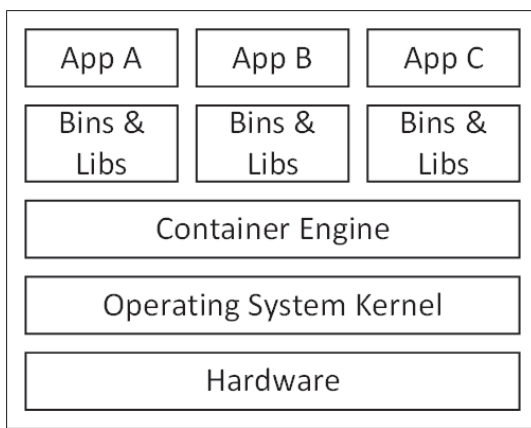 App A
App B
App C
Bins &
Libs
Bins &
Libs
Bins &
Libs
Container Engine
Operating System Kernel
Hardware